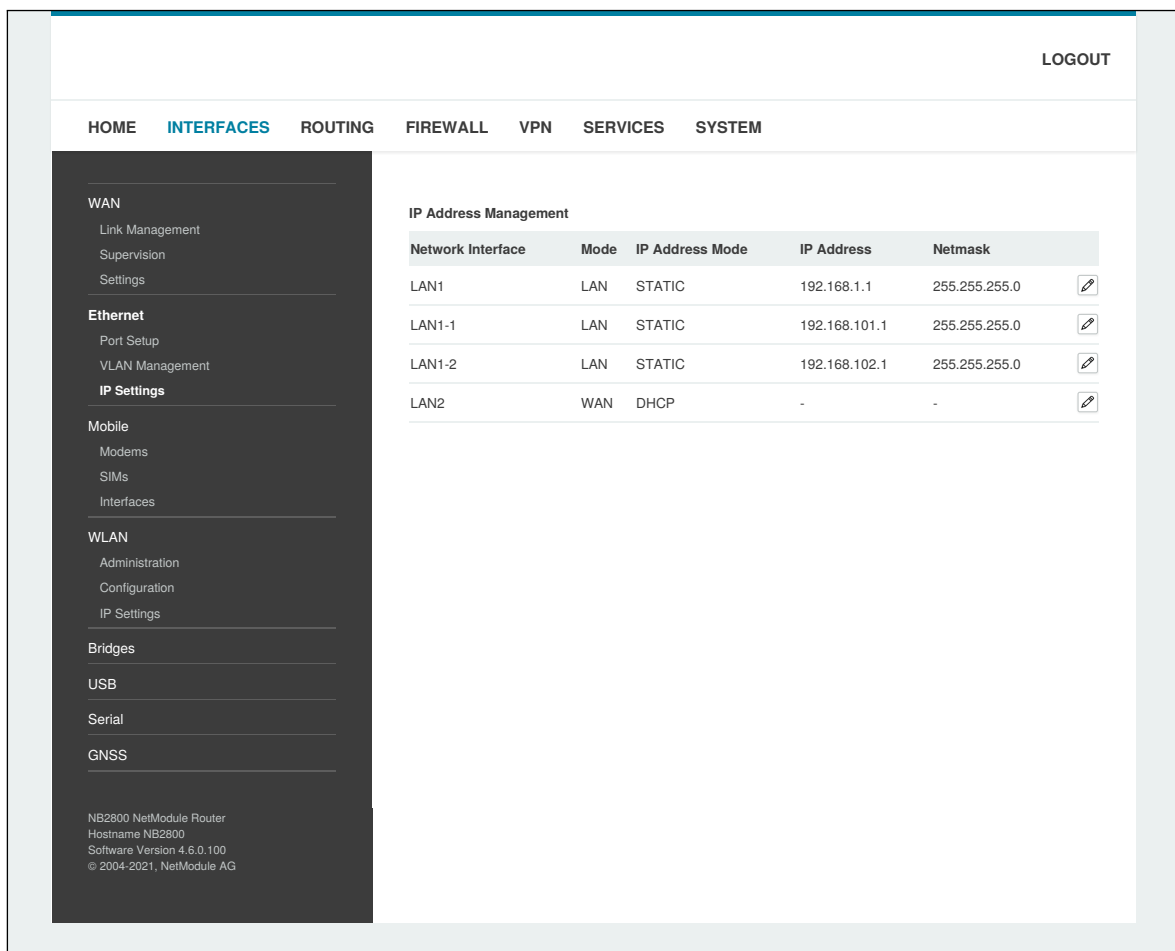 LOGOUT
HOME INTERFACES ROUTING FIREWALL VPN SERVICES SYSTEM
WAN
Link Management
Supervision
Settings
Ethernet
Port Setup
VLAN Management
IP Settings
Mobile
Modems
SIMs
Interfaces
WLAN
Administration
Configuration
IP Settings
Bridges
USB
Serial
GNSS
NB2800 NetModule Router
Hostname NB2800
Software Version 4.6.0.100
© 2004-2021, NetModule AG
IP Address Management
Network Interface Mode IP Address Mode IP Address Netmask
LAN1 LAN STATIC 192.168.1.1 255.255.255.0
LAN1-1 LAN STATIC 192.168.101.1 255.255.255.0
LAN1-2 LAN STATIC 192.168.102.1 255.255.255.0
LAN2 WAN DHCP - -